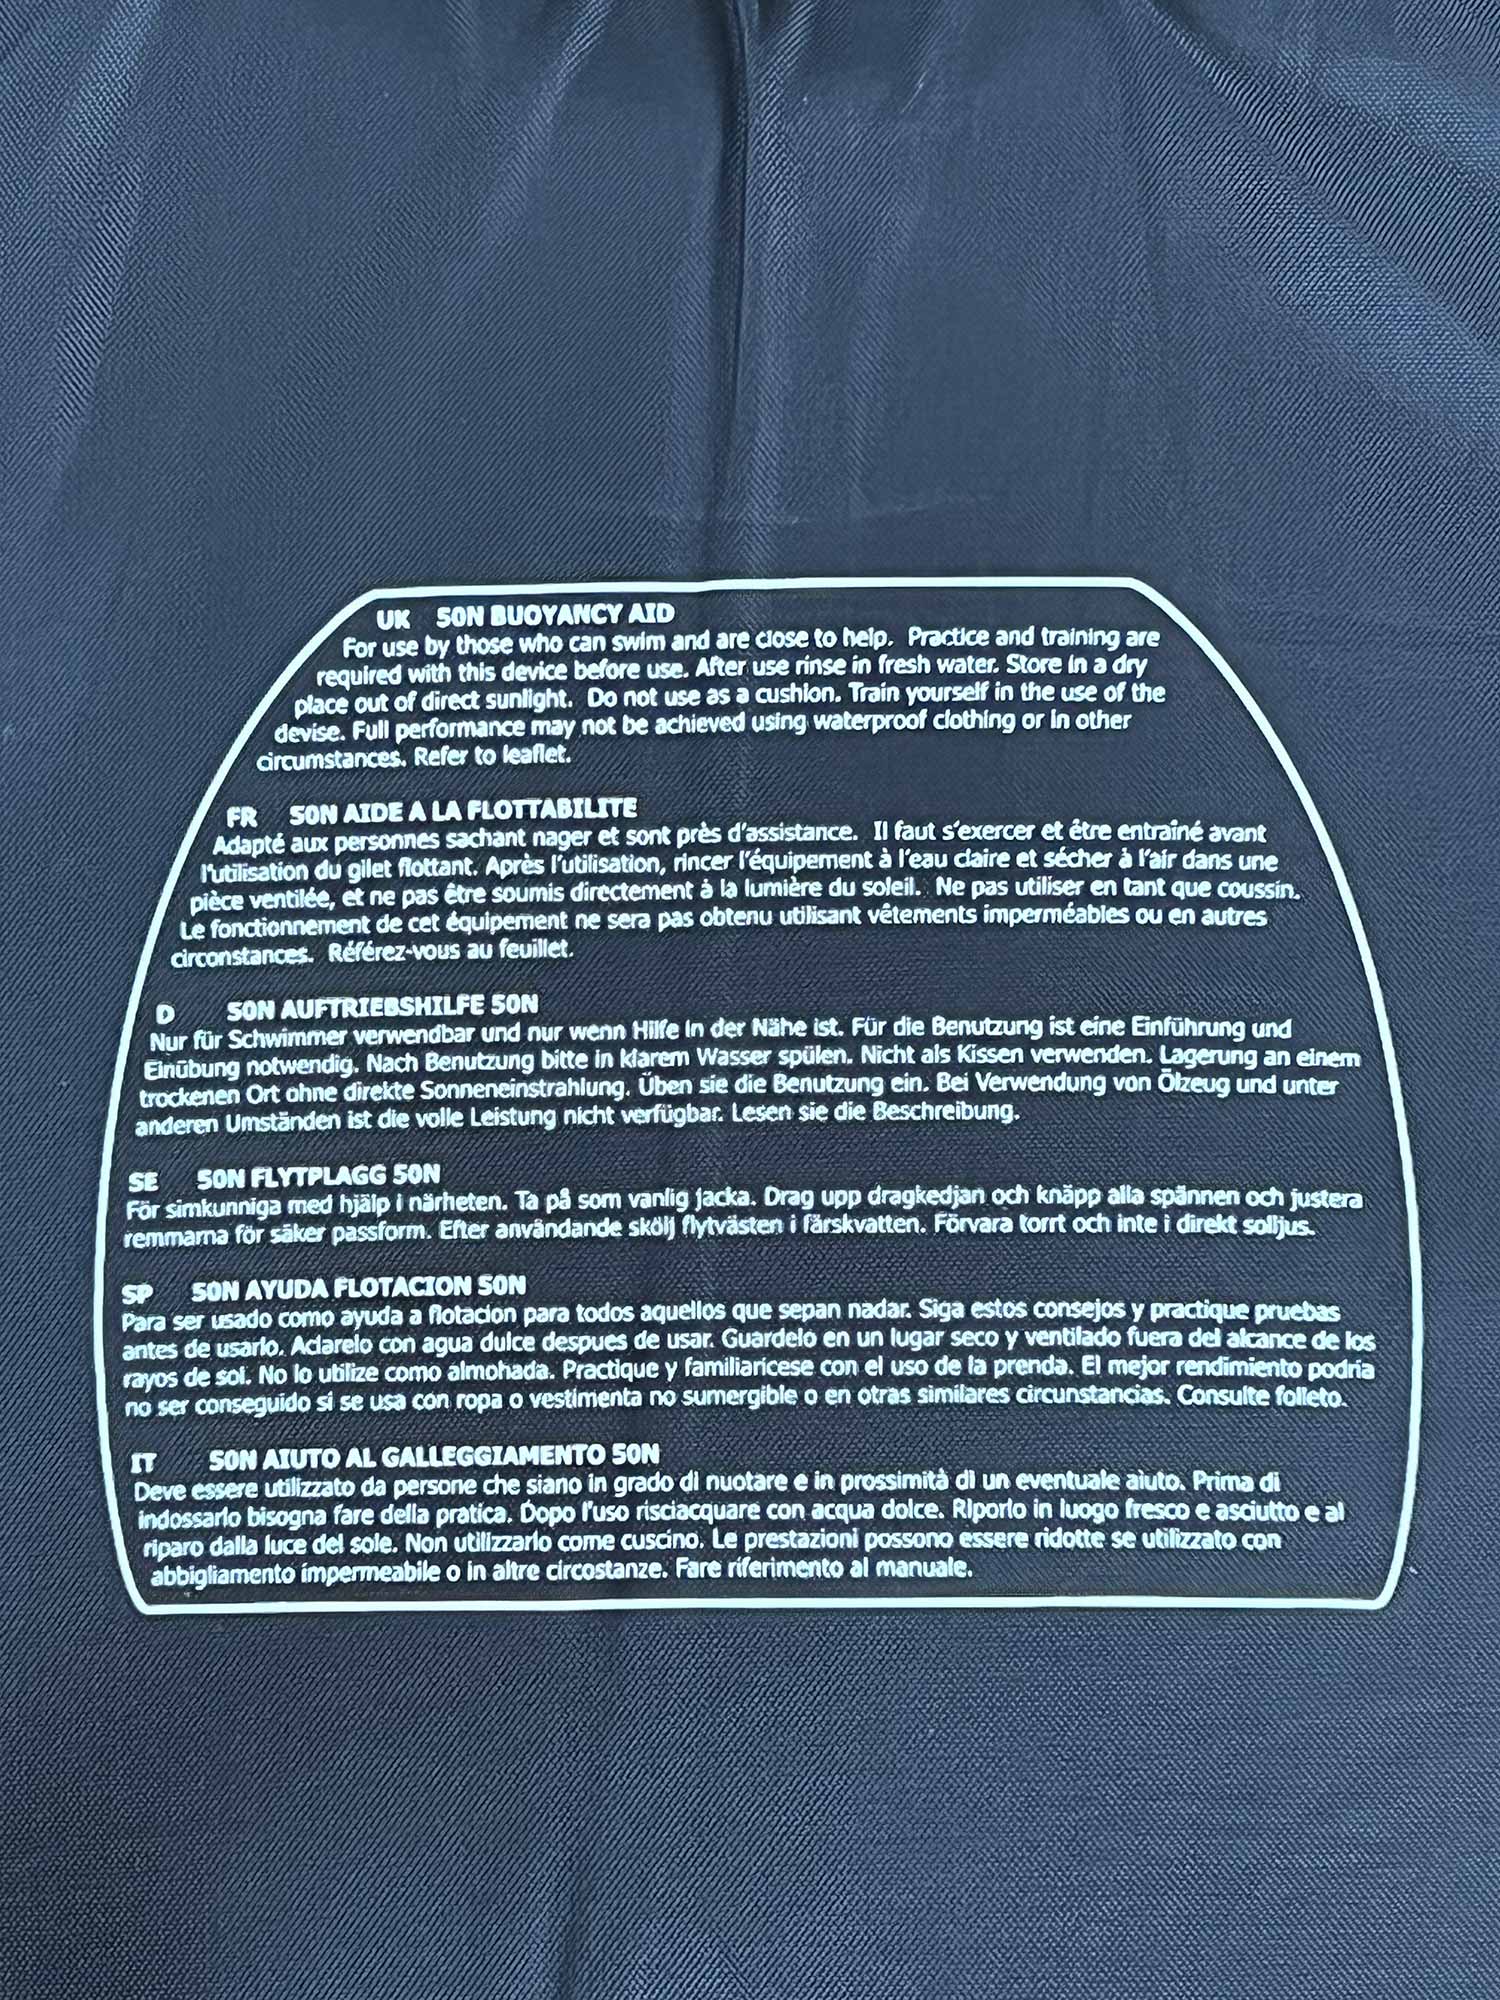 UK 50N BUOYANCY AID
For use by those who can swim and are close to help. Practice and training are
required with this device before use. After use rinse in fresh water. Store in a dry
place out of direct sunlight. Do not use as a cushion. Train yourself in the use of the
devise. Full performance may not be achieved using waterproof clothing or in other
circumstances. Refer to leaflet.
FR 50N AIDE A LA FLOTTABILITE
Adapté aux personnes sachant nager et sont près d'assistance. Il faut s'exercer et être entraîné avant
l'utilisation du gilet flottant. Après l'utilisation, rincer l'équipement à l'eau claire et sécher à l'air dans une
pièce ventilée, et ne pas être soumis directement à la lumière du soleil. Ne pas utiliser en tant que coussin.
Le fonctionnement de cet équipement ne sera pas obtenu utilisant vêtements imperméables ou en autres
circonstances. Référez-vous au feuillet.
D 50N AUFTRIEBSHILFE 50N
Nur für Schwimmer verwendbar und nur wenn Hilfe in der Nähe ist. Für die Benutzung ist eine Einführung und
Einübung notwendig. Nach Benutzung bitte in klarem Wasser spülen. Nicht als Kissen verwenden. Lagerung an einem
trockenen Ort ohne direkte Sonneneinstrahlung. Üben sie die Benutzung ein. Bei Verwendung von Ölzeug und unter
anderen Umständen ist die volle Leistung nicht verfügbar. Lesen sie die Beschreibung.
SE 50N FLYTPLAGG 50N
För simkunniga med hjälp i närheten. Ta på som vanlig jacka. Drag upp dragkedjan och knäpp alla spännen och justera
remmarna för säker passform. Efter användande skölj flytvästen i färskvatten. Förvara torrt och inte i direkt solljus.
SP 50N AYUDA FLOTACION 50N
Para ser usado como ayuda a flotacion para todos aquellos que sepan nadar. Siga estos consejos y practique pruebas
antes de usarlo. Aclarelo con agua dulce despues de usar. Guardelo en un lugar seco y ventilado fuera del alcance de los
rayos de sol. No lo utilize como almohada. Practique y familiaricese con el uso de la prenda. El mejor rendimiento podria
no ser conseguido si se usa con ropa o vestimenta no sumergible o en otras similares circunstancias. Consulte folleto.
IT 50N AIUTO AL GALLEGGIAMENTO 50N
Deve essere utilizzato da persone che siano in grado di nuotare e in prossimità di un eventuale aiuto. Prima di
indossarlo bisogna fare della pratica. Dopo l'uso risciacquare con acqua dolce. Riporlo in luogo fresco e asciutto e al
riparo dalla luce del sole. Non utilizzarlo come cuscino. Le prestazioni possono essere ridotte se utilizzato con
abbigliamento impermeabile o in altre circostanze. Fare riferimento al manuale.